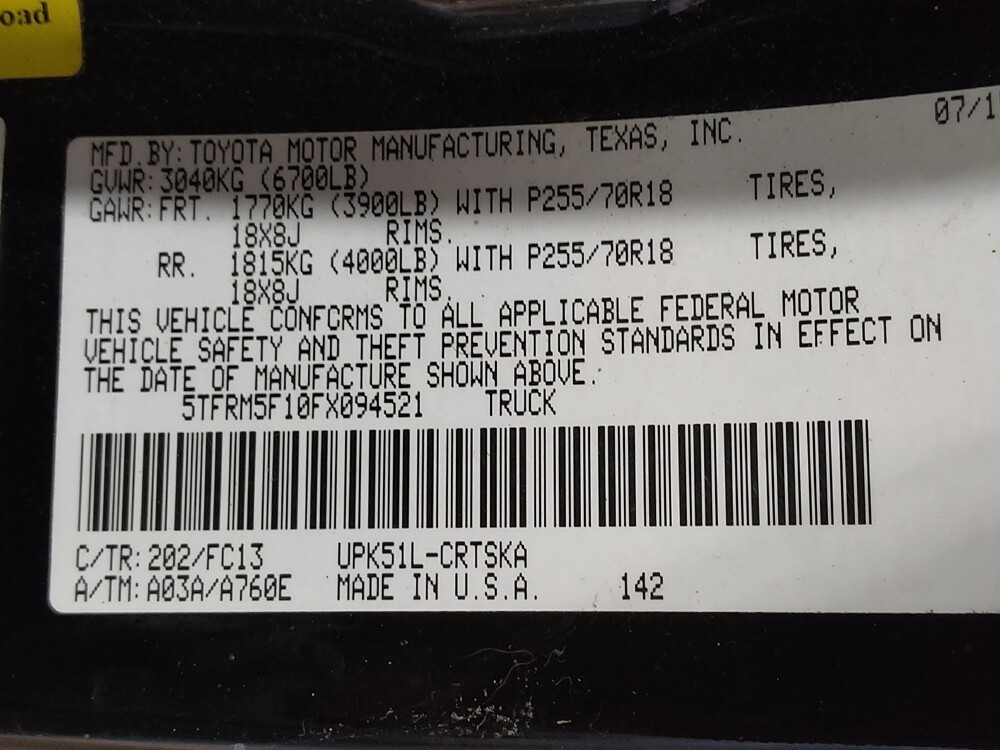 oad
07/1
MFD.BY:TOYOTA MOTOR MANUFACTURING, TEXAS, INC.
GVWR:3040KG (6700LB)
GAWR:FRT. 1770KG (3900LB) WITH P255/70R18 TIRES,
18X8J RIMS.
RR. 1815KG (4000LB) WITH P255/70R18 TIRES,
18X8J RIMS.
THIS VEHICLE CONFORMS TO ALL APPLICABLE FEDERAL MOTOR
VEHICLE SAFETY AND THEFT PREVENTION STANDARDS IN EFFECT ON
THE DATE OF MANUFACTURE SHOWN ABOVE.
5TFRM5F10FX094521 TRUCK
C/TR:202/FC13 UPK51L-CRTSKA
A/TM:A03A/A760E MADE IN U.S.A. 142